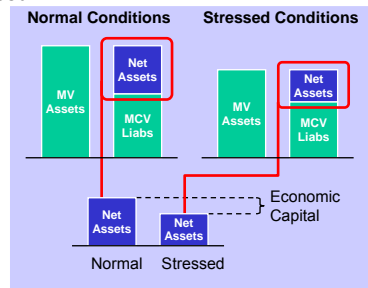 Normal Conditions
Stressed Conditions
MV
Assets
Net
Assets
MCV
Liabs
MV
Assets
Net
Assets
MCV
Liabs
Net
Assets
Net
Assets
Economic
Capital
Normal
Stressed